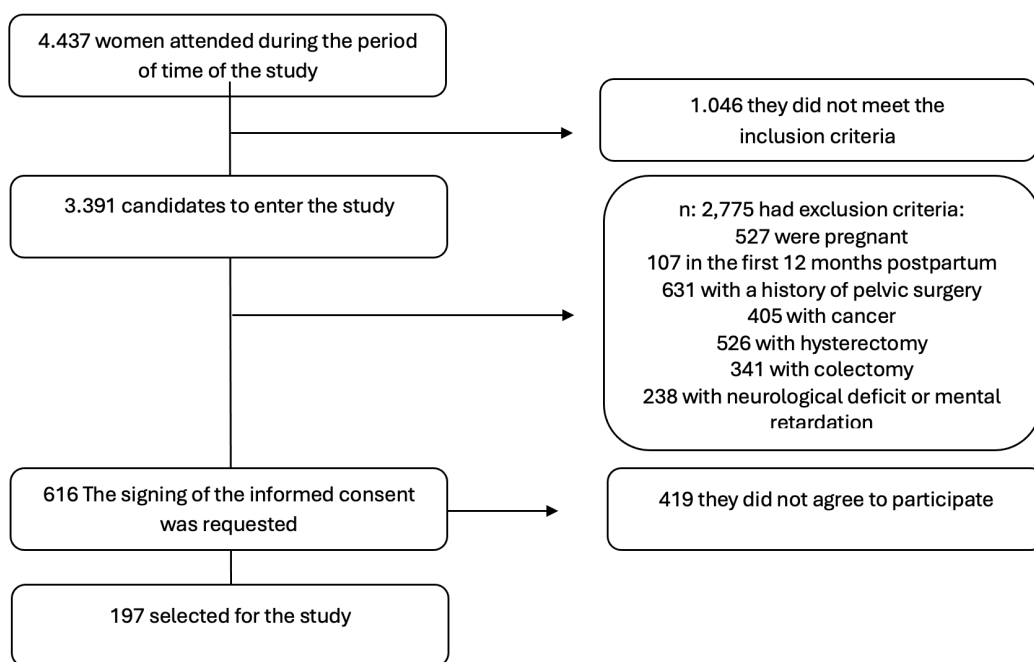 4.437 women attended during the period
of time of the study
1.046 they did not meet the
inclusion criteria
3.391 candidates to enter the study
n: 2,775 had exclusion criteria:
527 were pregnant
107 in the first 12 months postpartum
631 with a history of pelvic surgery
405 with cancer
526 with hysterectomy
341 with colectomy
238 with neurological deficit or mental
retardation
616 The signing of the informed consent
was requested
419 they did not agree to participate
197 selected for the study